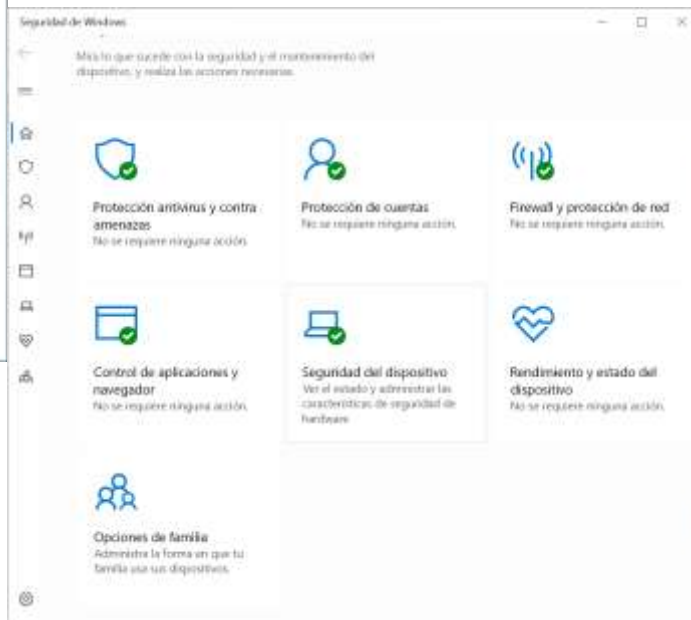 Seguridad de Windows
Mira lo que sucede con la seguridad y el mantenimiento del
dispositivo, y realiza las acciones necesarias.
Protección antivirus y contra
amenazas
No se requiere ninguna acción.
Protección de cuentas
No se requiere ninguna acción.
Firewall y protección de red
No se requiere ninguna acción.
Control de aplicaciones y
navegador
No se requiere ninguna acción.
Seguridad del dispositivo
Ver el estado y administrar las
características de seguridad de
hardware
Rendimiento y estado del
dispositivo
No se requiere ninguna acción.
Opciones de familia
Administra la forma en que tu
familia usa sus dispositivos.